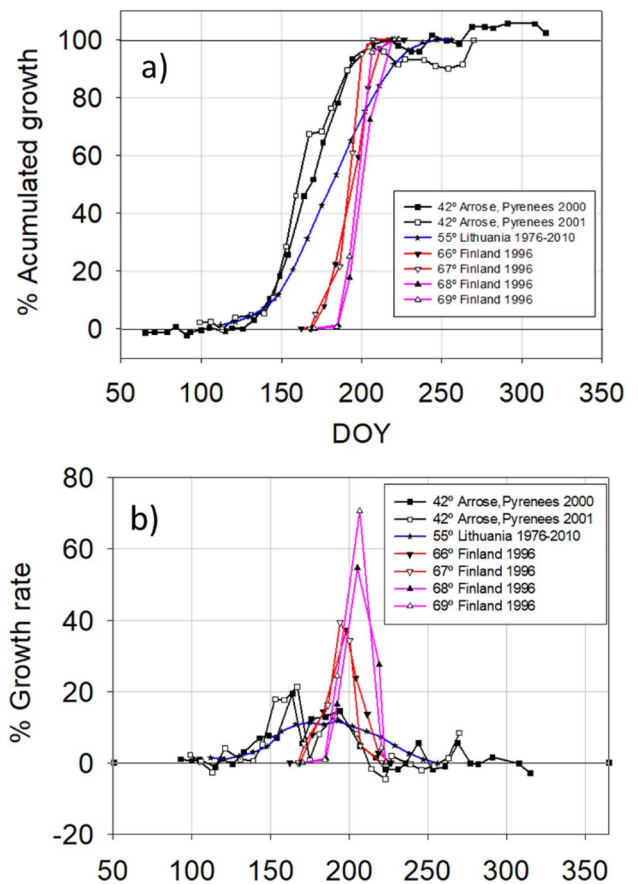 a)
% Acumulated growth
100
80
60
40
20
0
42º Arrose, Pyrenees 2000
42º Arrose, Pyrenees 2001
55º Lithuania 1976-2010
66º Finland 1996
67º Finland 1996
68º Finland 1996
69º Finland 1996
50 100 150 200 250 300 350
DOY
b)
% Growth rate
80
60
40
20
0
-20
42º Arrose, Pyrenees 2000
42º Arrose, Pyrenees 2001
55º Lithuania 1976-2010
66º Finland 1996
67º Finland 1996
68º Finland 1996
69º Finland 1996
50 100 150 200 250 300 350